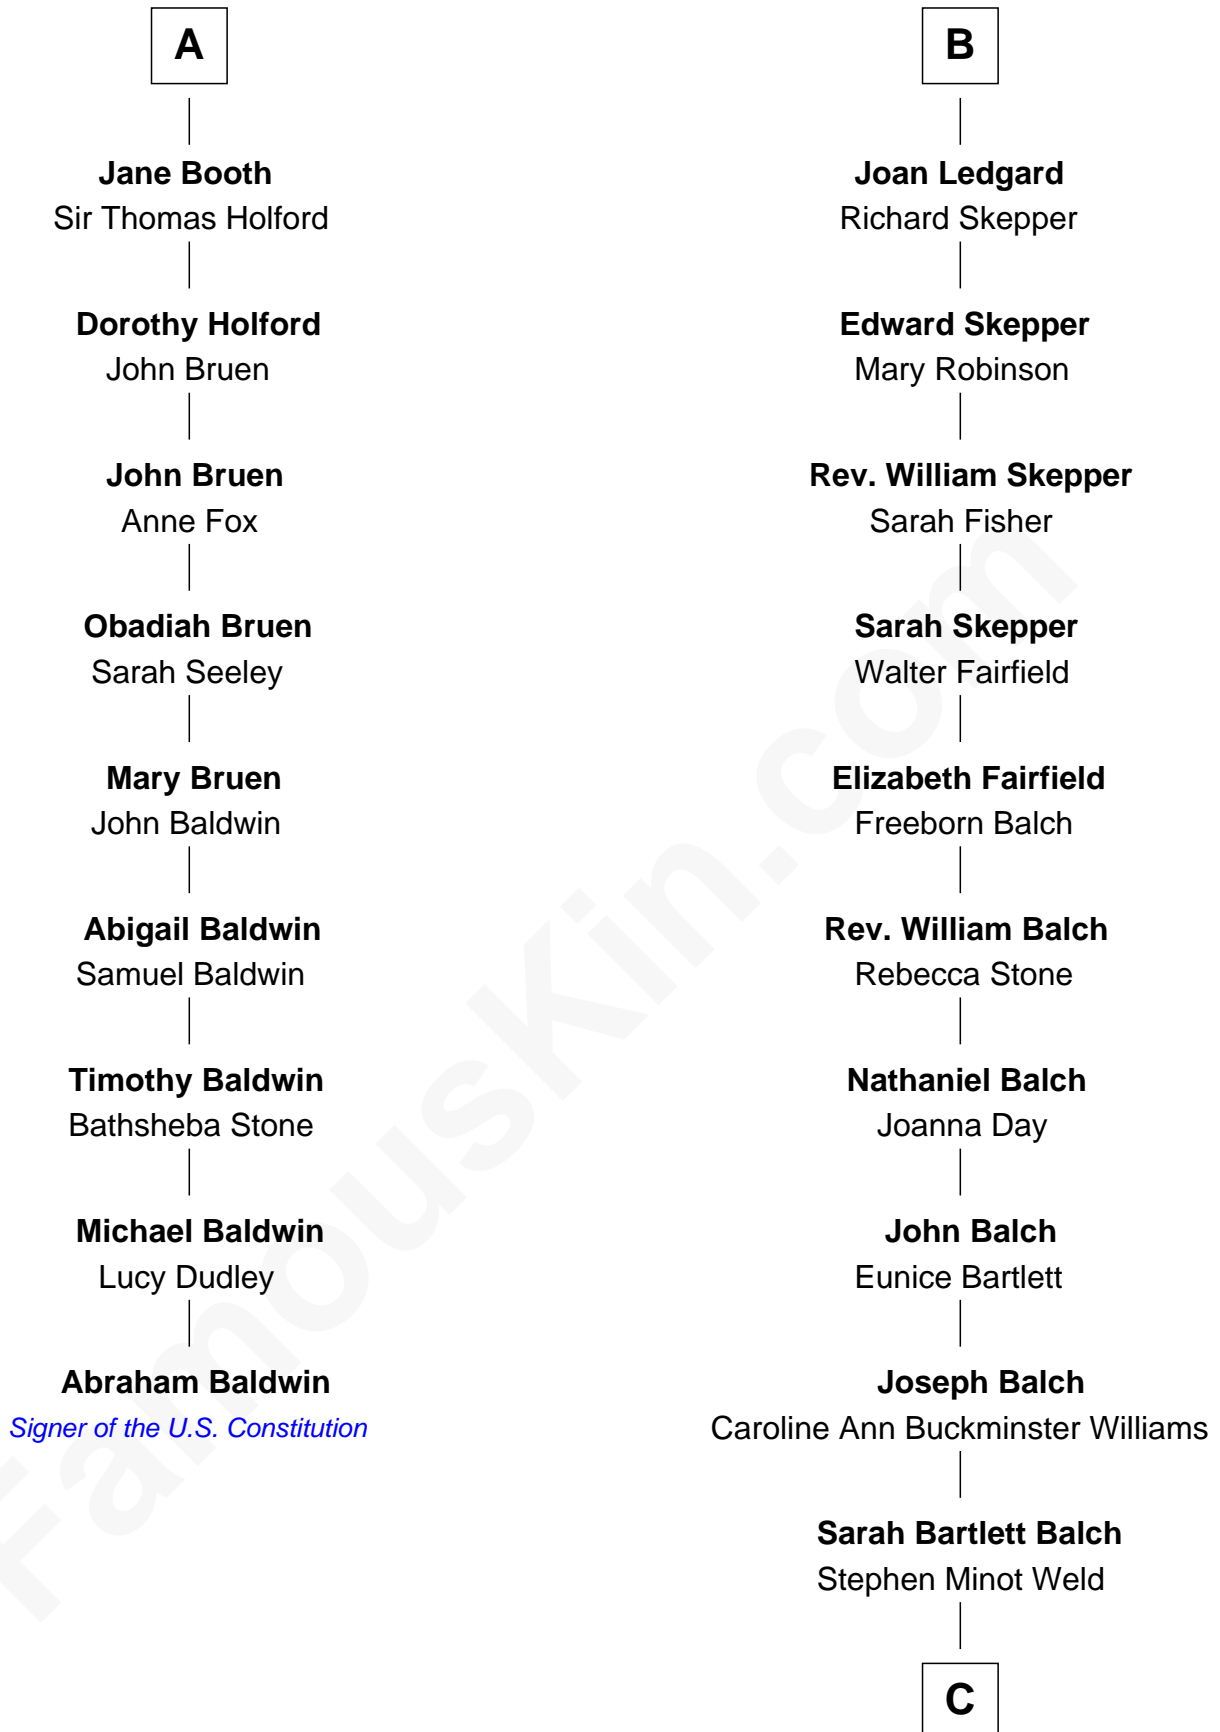 A
Jane Booth
Sir Thomas Holford
Dorothy Holford
John Bruen
John Bruen
Anne Fox
Obadiah Bruen
Sarah Seeley
Mary Bruen
John Baldwin
Abigail Baldwin
Samuel Baldwin
Timothy Baldwin
Bathsheba Stone
Michael Baldwin
Lucy Dudley
Abraham Baldwin
Signer of the U.S. Constitution
B
Joan Ledgard
Richard Skepper
Edward Skepper
Mary Robinson
Rev. William Skepper
Sarah Fisher
Sarah Skepper
Walter Fairfield
Elizabeth Fairfield
Freeborn Balch
Rev. William Balch
Rebecca Stone
Nathaniel Balch
Joanna Day
John Balch
Eunice Bartlett
Joseph Balch
Caroline Ann Buckminster Williams
Sarah Bartlett Balch
Stephen Minot Weld
C
FamousKin.com